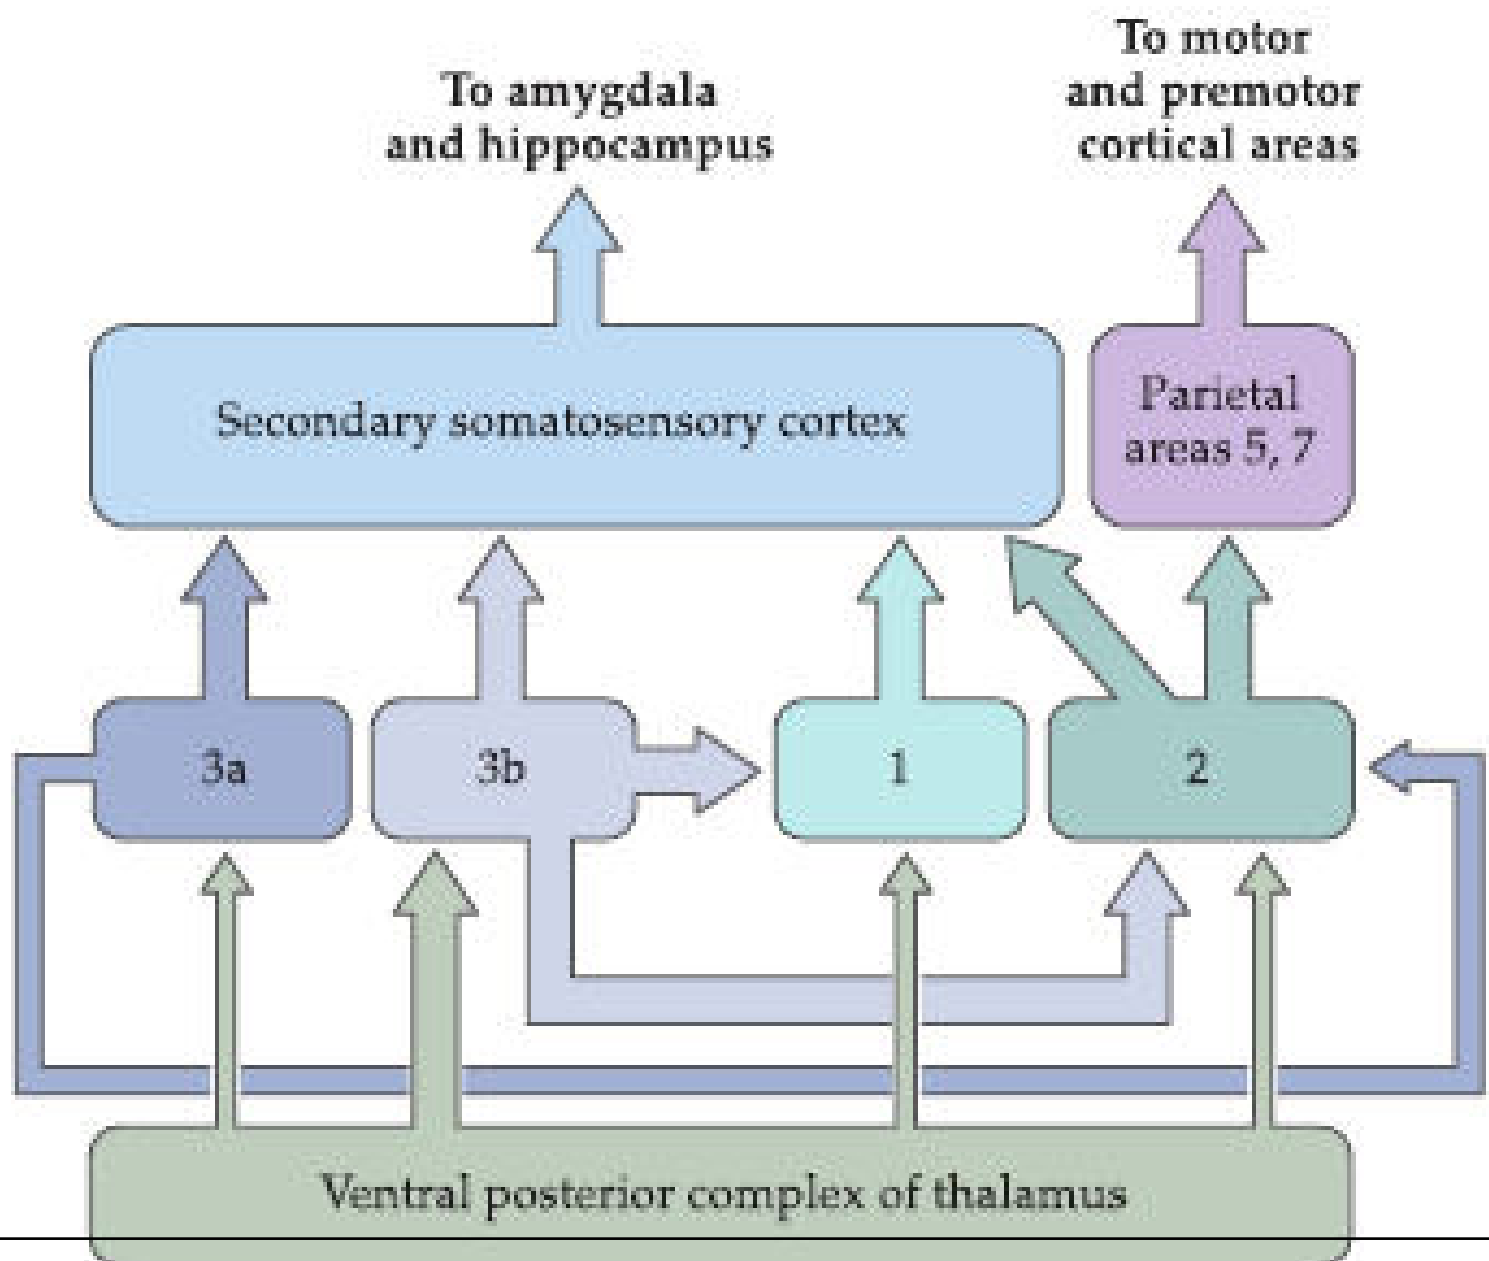 To motor
and premotor
cortical areas
To amygdala
and hippocampus
Secondary somatosensory cortex
Parietal
areas 5, 7
3a
3b
1
2
Ventral posterior complex of thalamus